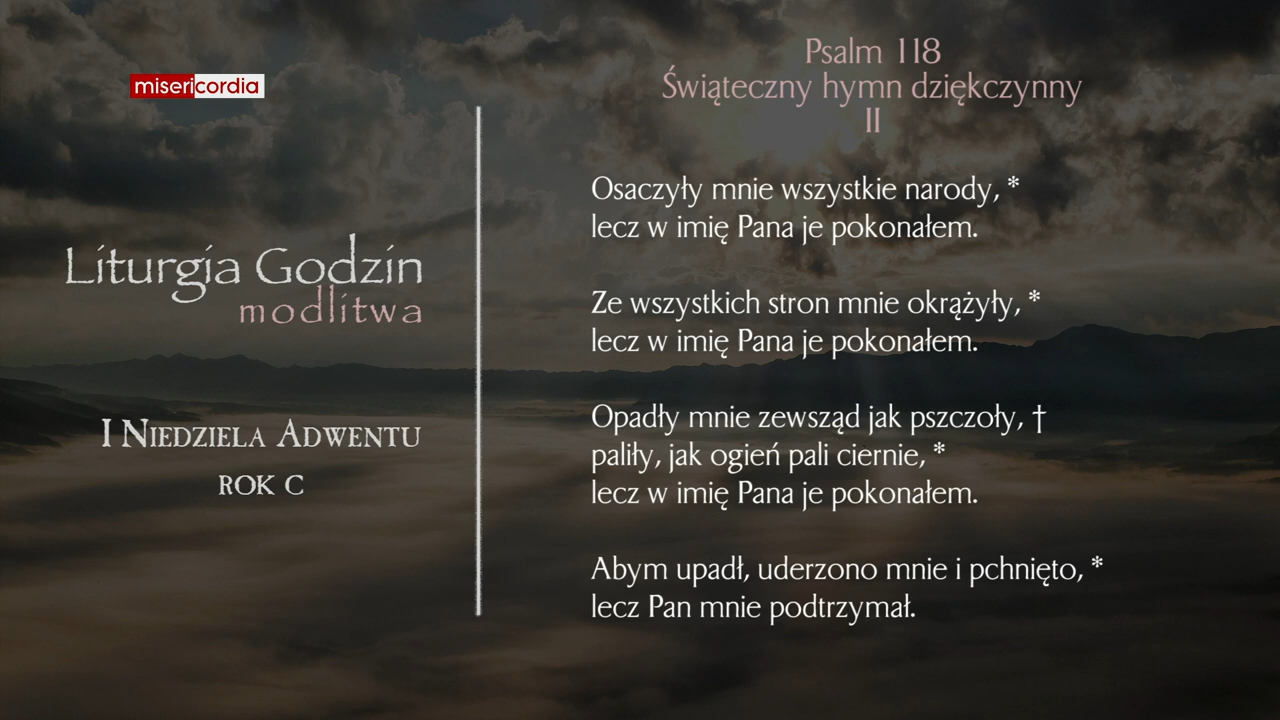 misericordia
Liturgia Godzin
modlitwa
I Niedziela Adwentu
rok C
Psalm 118
Świąteczny hymn dziękczynny
II
Osaczyły mnie wszystkie narody, *
lecz w imię Pana je pokonałem.
Ze wszystkich stron mnie okrążyły, *
lecz w imię Pana je pokonałem.
Opadły mnie zewsząd jak pszczoły, †
paliły, jak ogień pali ciernie, *
lecz w imię Pana je pokonałem.
Abym upadł, uderzono mnie i pchnięto, *
lecz Pan mnie podtrzymał.